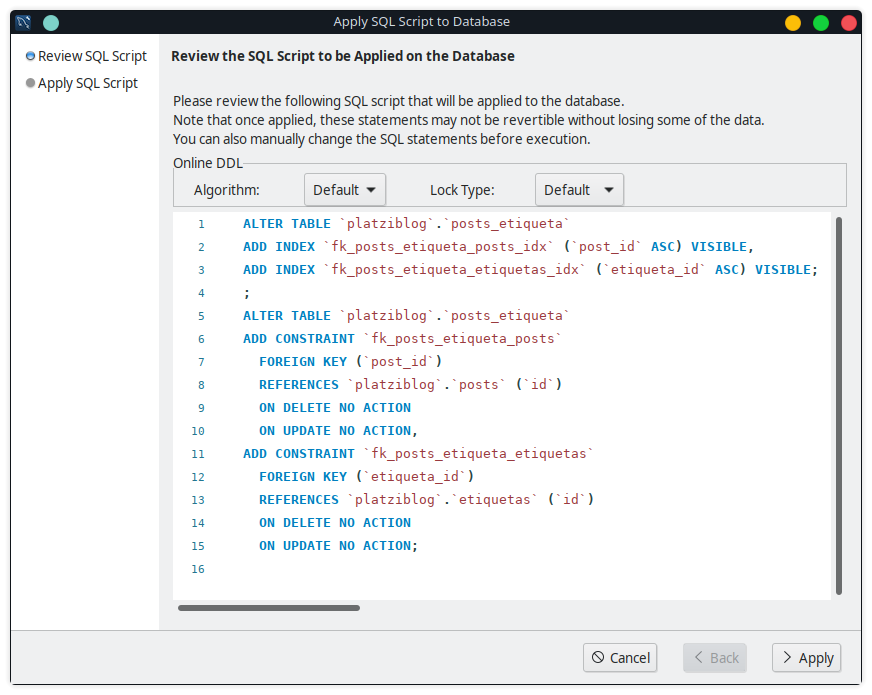 Apply SQL Script to Database
Review SQL Script
Apply SQL Script
Review the SQL Script to be Applied on the Database
Please review the following SQL script that will be applied to the database.
Note that once applied, these statements may not be revertible without losing some of the data.
You can also manually change the SQL statements before execution.
Online DDL
Algorithm: Default Lock Type: Default
1 ALTER TABLE `platziblog`.`posts_etiqueta`
2 ADD INDEX `fk_posts_etiqueta_posts_idx` (`post_id` ASC) VISIBLE,
3 ADD INDEX `fk_posts_etiqueta_etiquetas_idx` (`etiqueta_id` ASC) VISIBLE;
4 ;
5 ALTER TABLE `platziblog`.`posts_etiqueta`
6 ADD CONSTRAINT `fk_posts_etiqueta_posts`
7 FOREIGN KEY (`post_id`)
8 REFERENCES `platziblog`.`posts` (`id`)
9 ON DELETE NO ACTION
10 ON UPDATE NO ACTION,
11 ADD CONSTRAINT `fk_posts_etiqueta_etiquetas`
12 FOREIGN KEY (`etiqueta_id`)
13 REFERENCES `platziblog`.`etiquetas` (`id`)
14 ON DELETE NO ACTION
15 ON UPDATE NO ACTION;
16
Cancel Back Apply